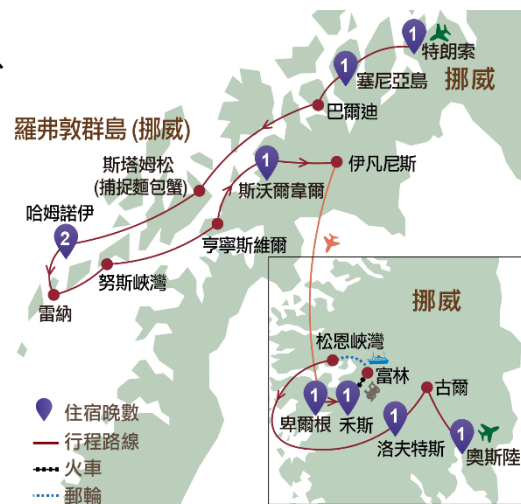 1
特朗索
1
塞尼亞島
挪威
巴爾迪
羅弗敦群島 (挪威)
斯塔姆松
(捕捉麵包蟹)
1
斯沃爾韋爾
伊凡尼斯
哈姆諾伊
2
亨寧斯維爾
努斯峽灣
雷納
挪威
松恩峽灣
富林
古爾
1
卑爾根
1
禾斯
1
洛夫特斯
1
奧斯陸
住宿晚數
行程路線
火車
郵輪